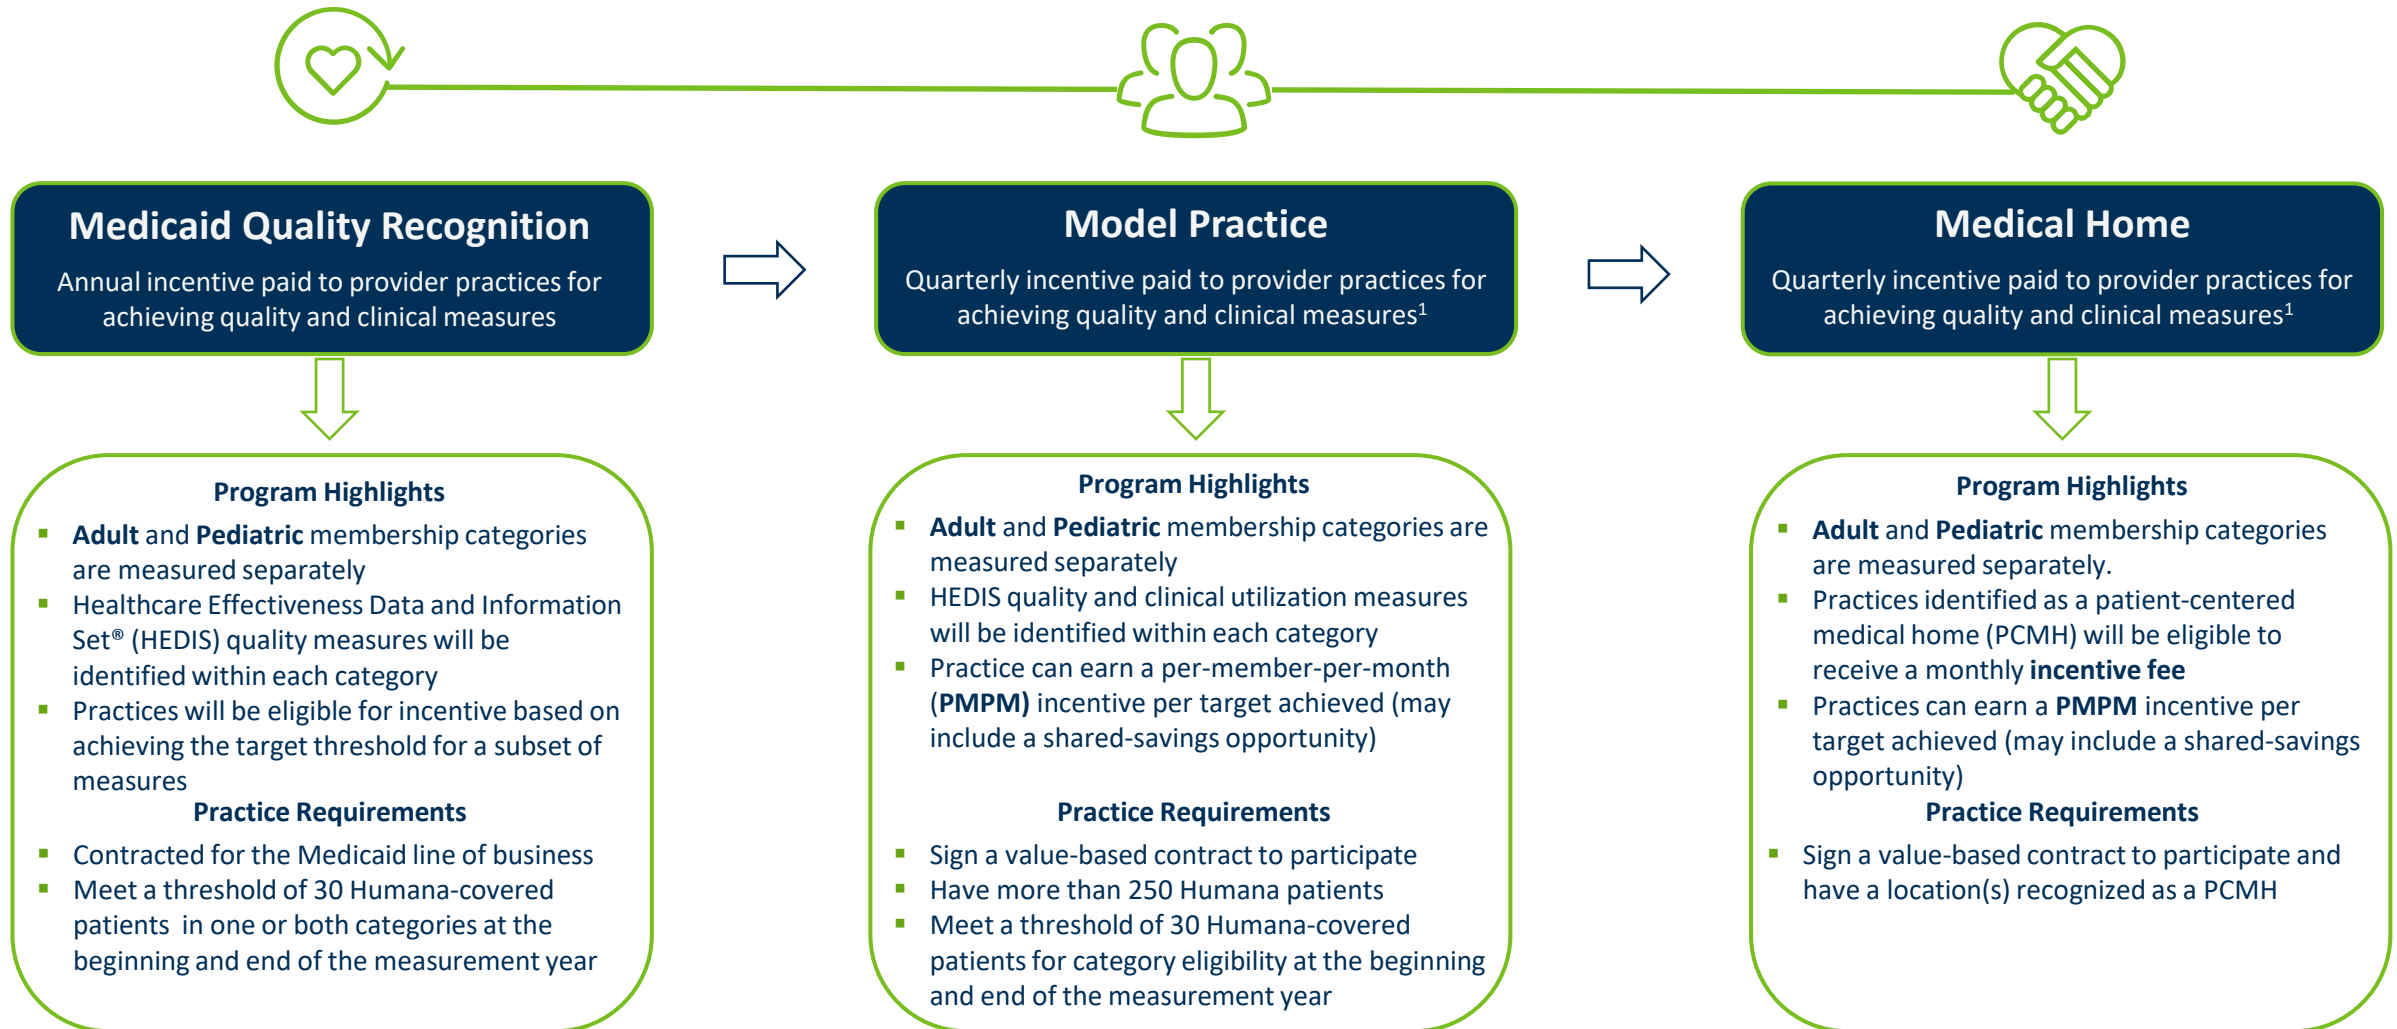 Medicaid Quality Recognition
Annual incentive paid to provider practices for
achieving quality and clinical measures
Program Highlights
▪ Adult and Pediatric membership categories
are measured separately
▪ Healthcare Effectiveness Data and Information
Set® (HEDIS) quality measures will be
identified within each category
▪ Practices will be eligible for incentive based on
achieving the target threshold for a subset of
measures
Practice Requirements
▪ Contracted for the Medicaid line of business
▪ Meet a threshold of 30 Humana-covered
patients in one or both categories at the
beginning and end of the measurement year
Model Practice
Quarterly incentive paid to provider practices for
achieving quality and clinical measures¹
Program Highlights
▪ Adult and Pediatric membership categories are
measured separately
▪ HEDIS quality and clinical utilization measures
will be identified within each category
▪ Practice can earn a per-member-per-month
(PMPM) incentive per target achieved (may
include a shared-savings opportunity)
Practice Requirements
▪ Sign a value-based contract to participate
▪ Have more than 250 Humana patients
▪ Meet a threshold of 30 Humana-covered
patients for category eligibility at the beginning
and end of the measurement year
Medical Home
Quarterly incentive paid to provider practices for
achieving quality and clinical measures¹
Program Highlights
▪ Adult and Pediatric membership categories
are measured separately.
▪ Practices identified as a patient-centered
medical home (PCMH) will be eligible to
receive a monthly incentive fee
▪ Practices can earn a PMPM incentive per
target achieved (may include a shared-savings
opportunity)
Practice Requirements
▪ Sign a value-based contract to participate and
have a location(s) recognized as a PCMH